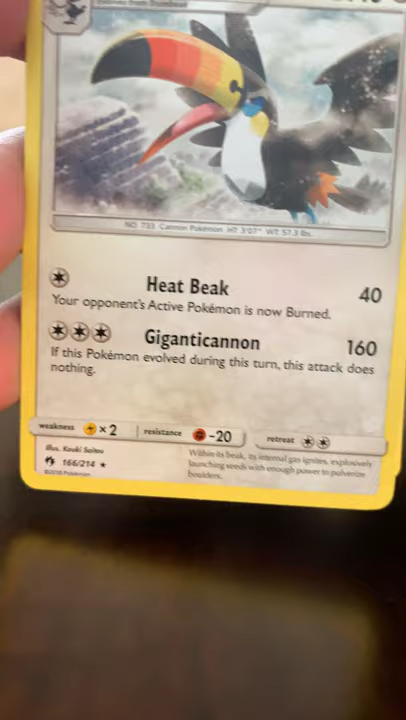 NO. 733 Cannon Pokémon HT: 3'07" WT: 57.3 lbs.
Heat Beak 40
Your opponent's Active Pokémon is now Burned.
Giganticannon 160
If this Pokémon evolved during this turn, this attack does
nothing.
weakness ×2 resistance -20 retreat
Illus. Kouki Saitou
166/214 ★
©2018 Pokémon
Within its beak, its internal gas ignites, explosively
launching seeds with enough power to pulverize
boulders.